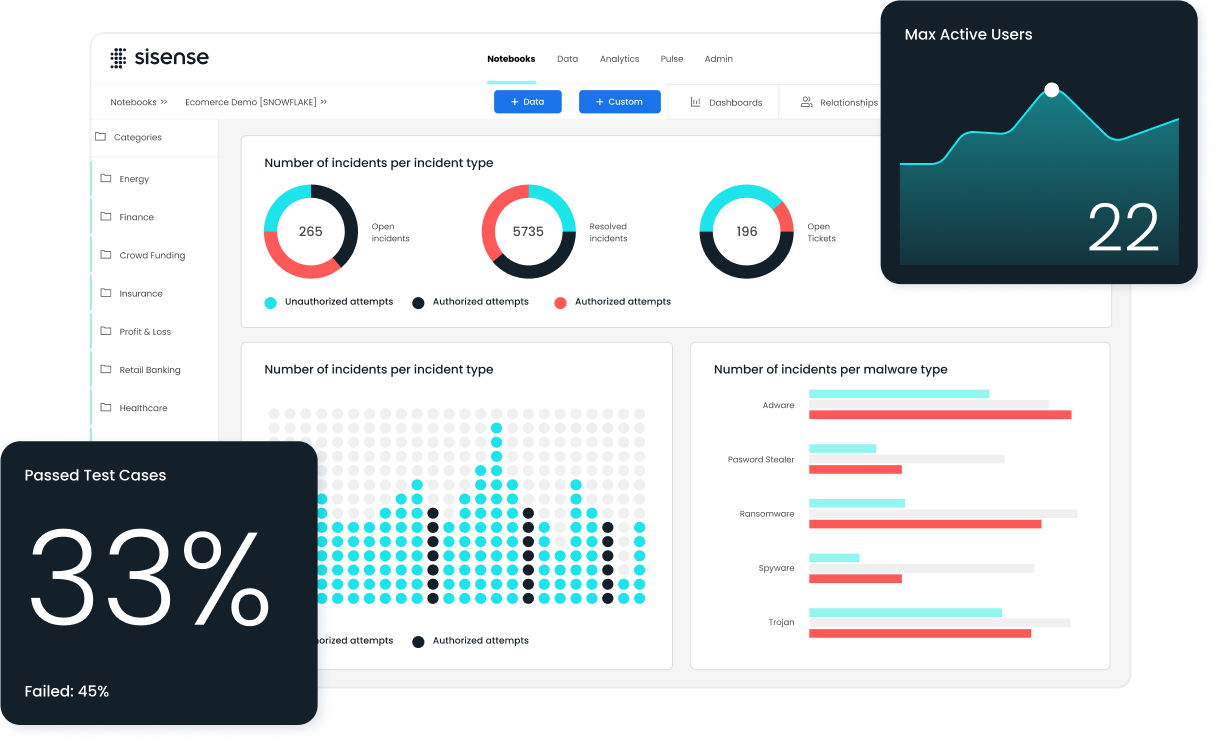 Max Active Users
22
sisense
Notebooks Data Analytics Pulse Admin
Notebooks >> Ecomerce Demo [SNOWFLAKE] >>
+ Data + Custom Dashboards Relationships
Categories
Energy
Finance
Crowd Funding
Insurance
Profit & Loss
Retail Banking
Healthcare
Number of incidents per incident type
265
Open
incidents
5735
Resolved
incidents
196
Open
Tickets
Unauthorized attempts Authorized attempts Authorized attempts
Number of incidents per incident type
horized attempts Authorized attempts
Number of incidents per malware type
Adware
Pasword Stealer
Ransomware
Spyware
Trojan
Passed Test Cases
33%
Failed: 45%